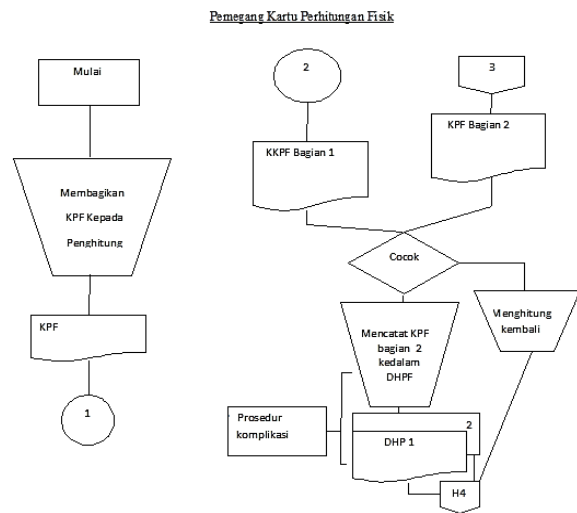 Pemegang Kartu Perhitungan Fisik
Mulai
Membagikan
KPF Kepada
Penghitung
KPF
1
2
3
KKPF Bagian 1
KPF Bagian 2
Cocok
Menghitung
kembali
Mencatat KPF
bagian 2
kedalam
DHPF
Prosedur
komplikasi
2
DHP 1
H4